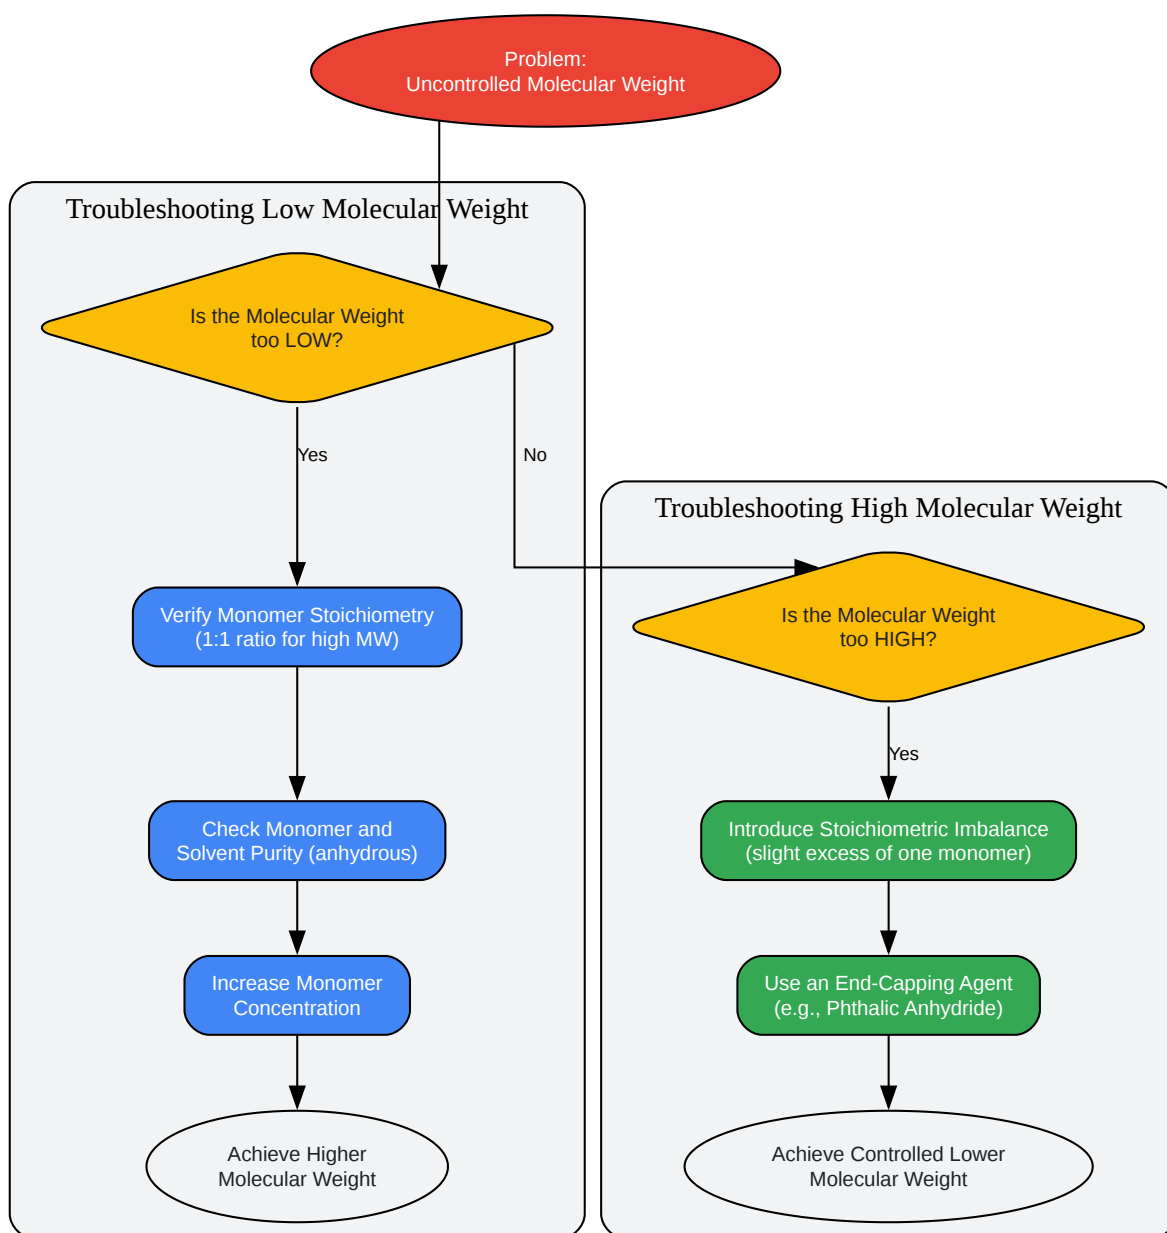 Problem:
Uncontrolled Molecular Weight
Troubleshooting Low Molecular Weight
Is the Molecular Weight
too LOW?
Yes
No
Verify Monomer Stoichiometry
(1:1 ratio for high MW)
Check Monomer and
Solvent Purity (anhydrous)
Increase Monomer
Concentration
Achieve Higher
Molecular Weight
Troubleshooting High Molecular Weight
Is the Molecular Weight
too HIGH?
Yes
Introduce Stoichiometric Imbalance
(slight excess of one monomer)
Use an End-Capping Agent
(e.g., Phthalic Anhydride)
Achieve Controlled Lower
Molecular Weight